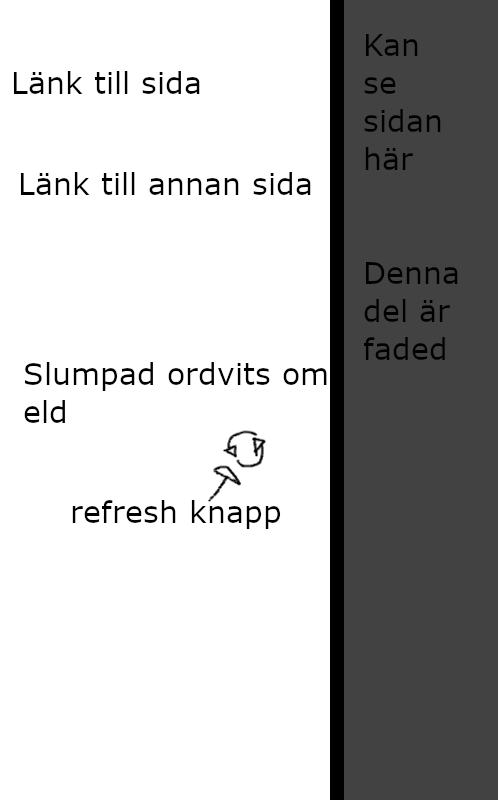 Länk till sida
Länk till annan sida
Slumpad ordvits om
eld
refresh knapp
Kan
se
sidan
här
Denna
del är
faded